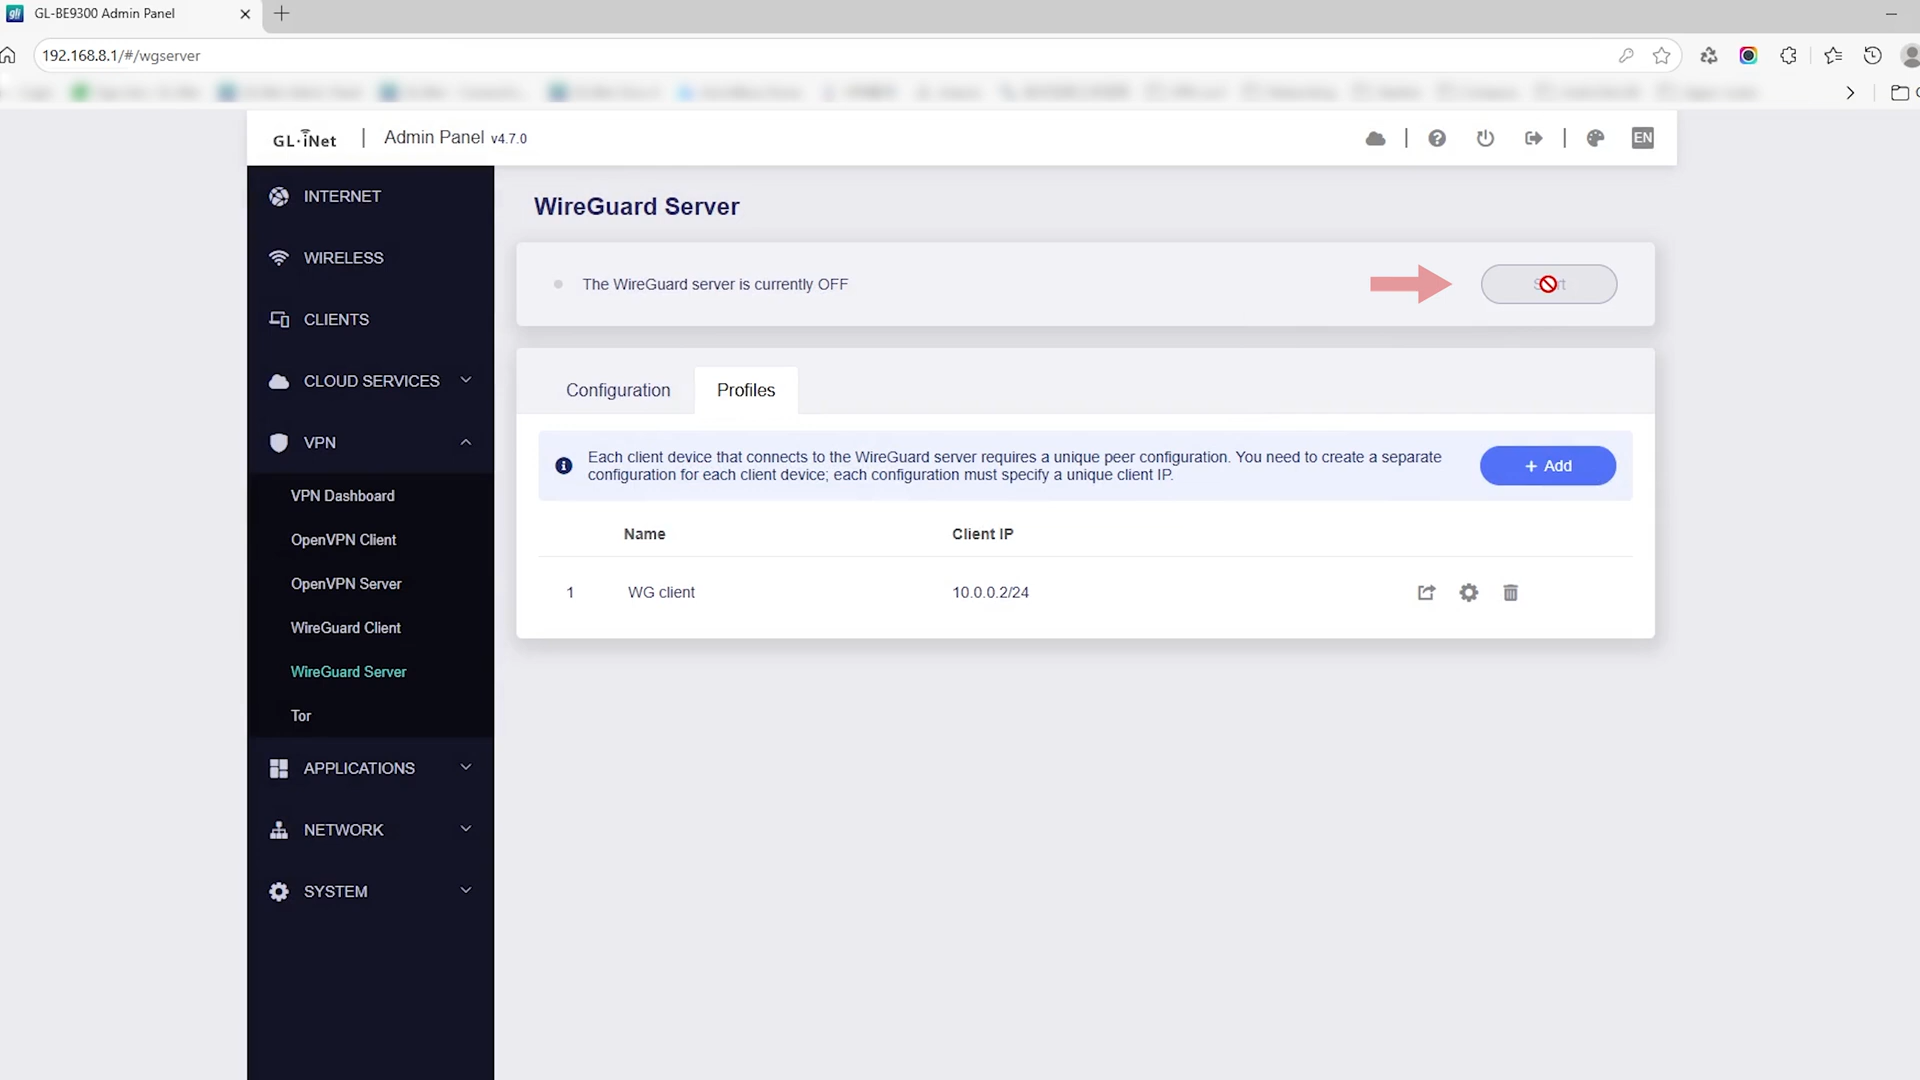 GL-BE9300 Admin Panel
192.168.8.1/#/wgserver
GL·iNet | Admin Panel v4.7.0
EN
INTERNET
WIRELESS
CLIENTS
CLOUD SERVICES
VPN
VPN Dashboard
OpenVPN Client
OpenVPN Server
WireGuard Client
WireGuard Server
Tor
APPLICATIONS
NETWORK
SYSTEM
WireGuard Server
The WireGuard server is currently OFF
Configuration
Profiles
Each client device that connects to the WireGuard server requires a unique peer configuration. You need to create a separate
configuration for each client device; each configuration must specify a unique client IP.
+ Add
Name Client IP
1 WG client 10.0.0.2/24